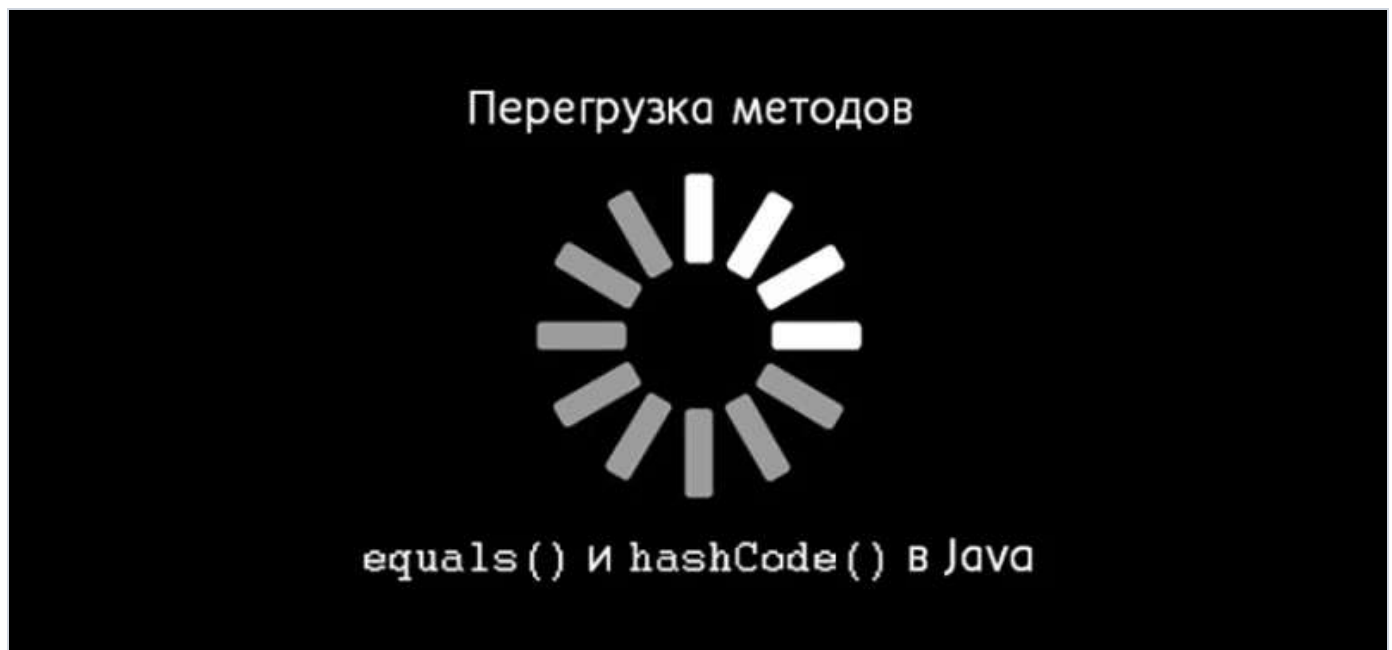 Перегрузка методов
equals() и hashCode() в Java